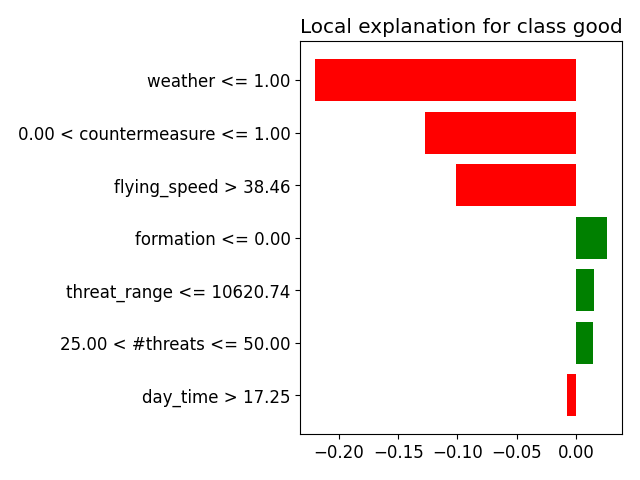 Local explanation for class good
weather <= 1.00
0.00 < countermeasure <= 1.00
flying_speed > 38.46
formation <= 0.00
threat_range <= 10620.74
25.00 < #threats <= 50.00
day_time > 17.25
−0.20 −0.15 −0.10 −0.05 0.00